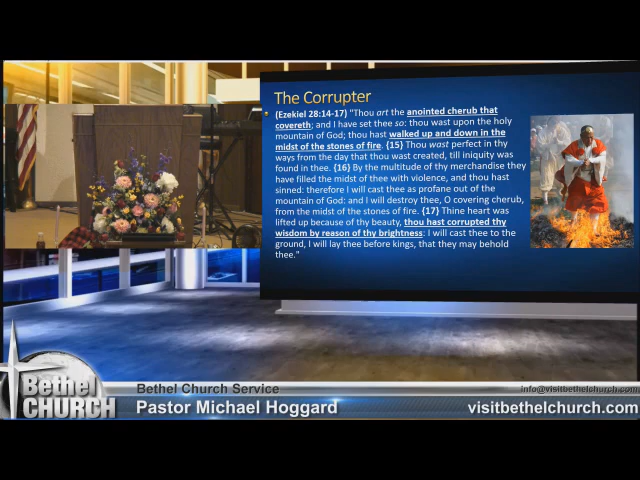 The Corrupter
(Ezekiel 28:14-17) "Thou art the anointed cherub that
covereth; and I have set thee so: thou wast upon the holy
mountain of God; thou hast walked up and down in the
midst of the stones of fire. {15} Thou wast perfect in thy
ways from the day that thou wast created, till iniquity was
found in thee. {16} By the multitude of thy merchandise they
have filled the midst of thee with violence, and thou hast
sinned: therefore I will cast thee as profane out of the
mountain of God: and I will destroy thee, O covering cherub,
from the midst of the stones of fire. {17} Thine heart was
lifted up because of thy beauty, thou hast corrupted thy
wisdom by reason of thy brightness: I will cast thee to the
ground, I will lay thee before kings, that they may behold
thee."
Bethel
CHURCH
Bethel Church Service
Pastor Michael Hoggard
info@visitbethelchurch.com
visitbethelchurch.com